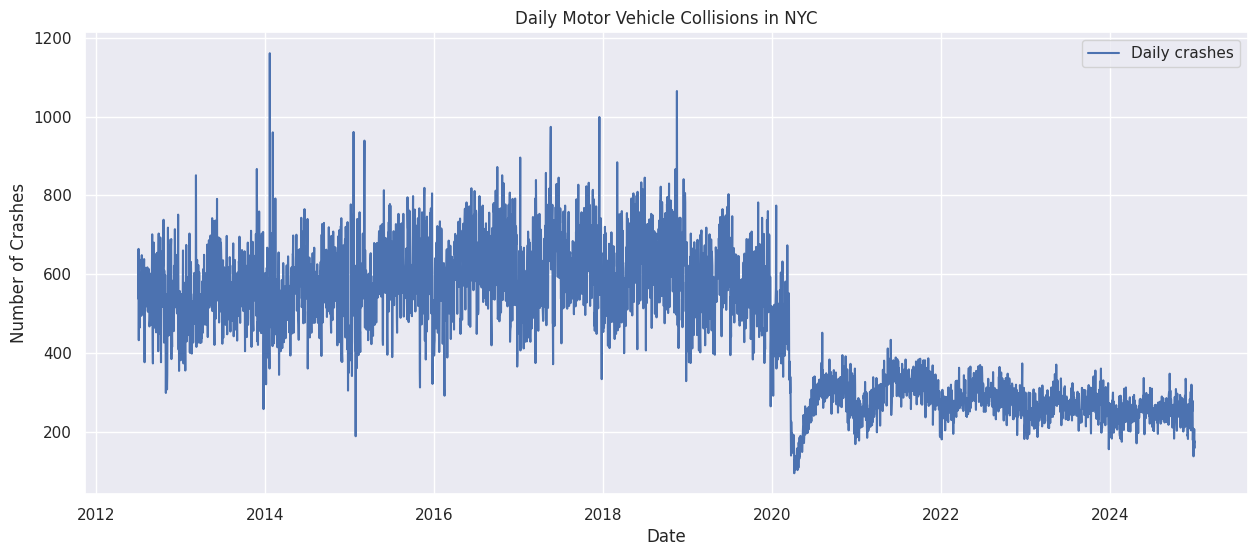 Daily Motor Vehicle Collisions in NYC
Daily crashes
Number of Crashes
1200
1000
800
600
400
200
2012 2014 2016 2018 2020 2022 2024
Date